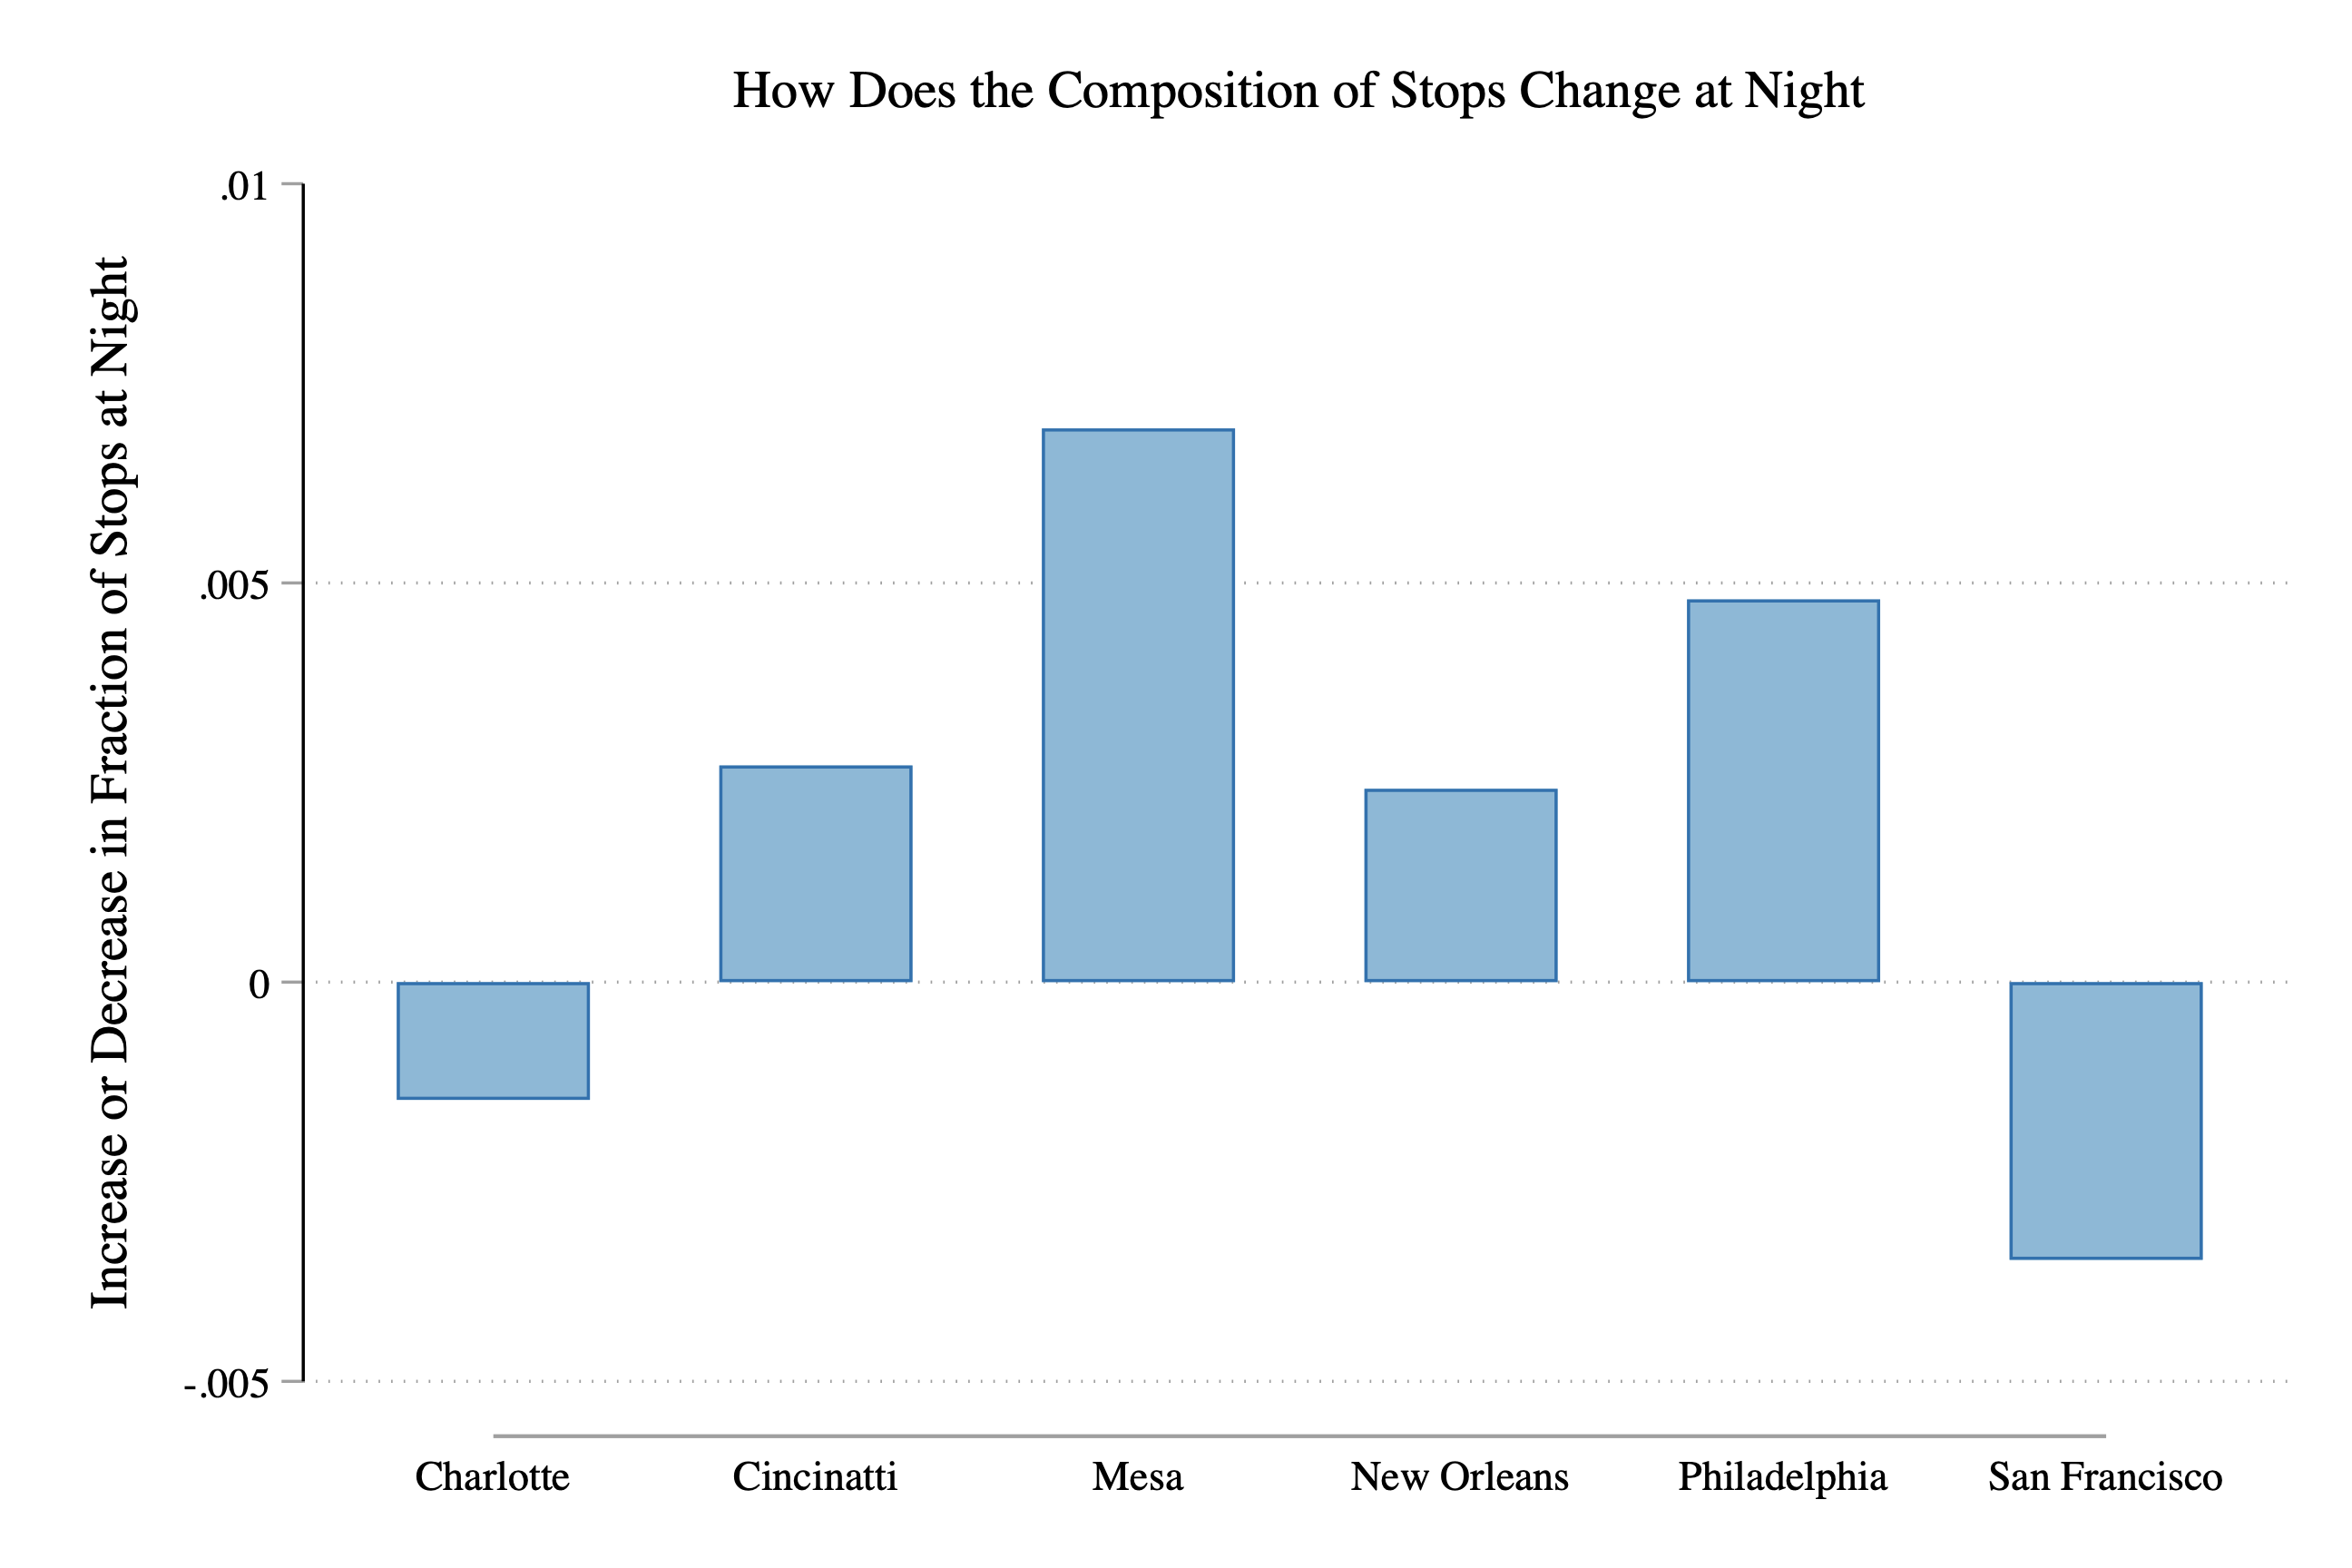 How Does the Composition of Stops Change at Night
Increase or Decrease in Fraction of Stops at Night
.01
.005
0
-.005
Charlotte
Cincinatti
Mesa
New Orleans
Philadelphia
San Francisco